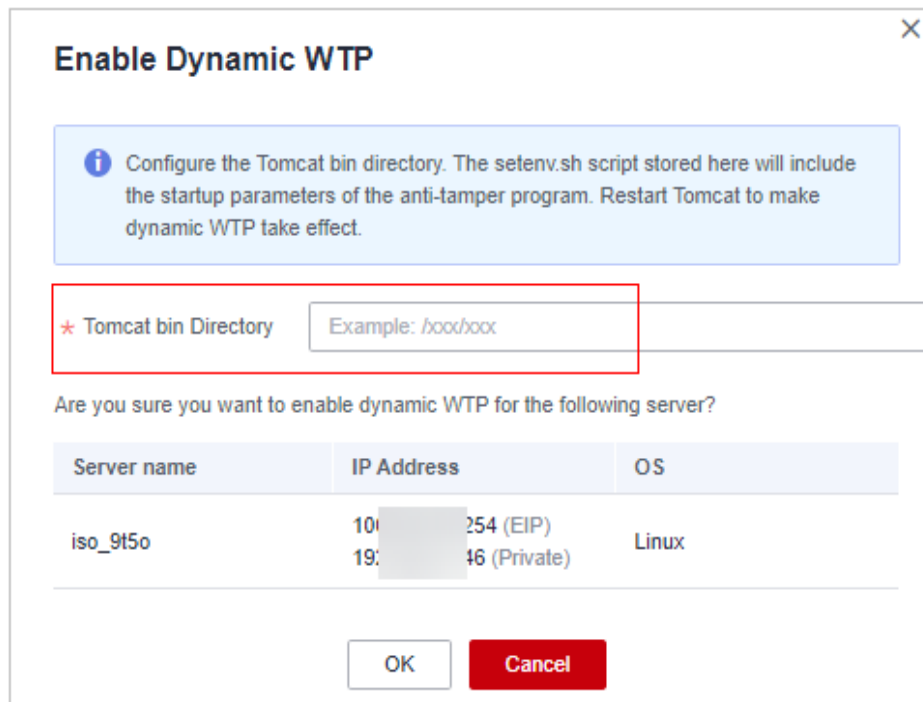 Enable Dynamic WTP
Configure the Tomcat bin directory. The setenv.sh script stored here will include
the startup parameters of the anti-tamper program. Restart Tomcat to make
dynamic WTP take effect.
* Tomcat bin Directory Example: /xxx/xxx
Are you sure you want to enable dynamic WTP for the following server?
Server name IP Address OS
iso_9t5o 254 (EIP) Linux
46 (Private)
OK Cancel